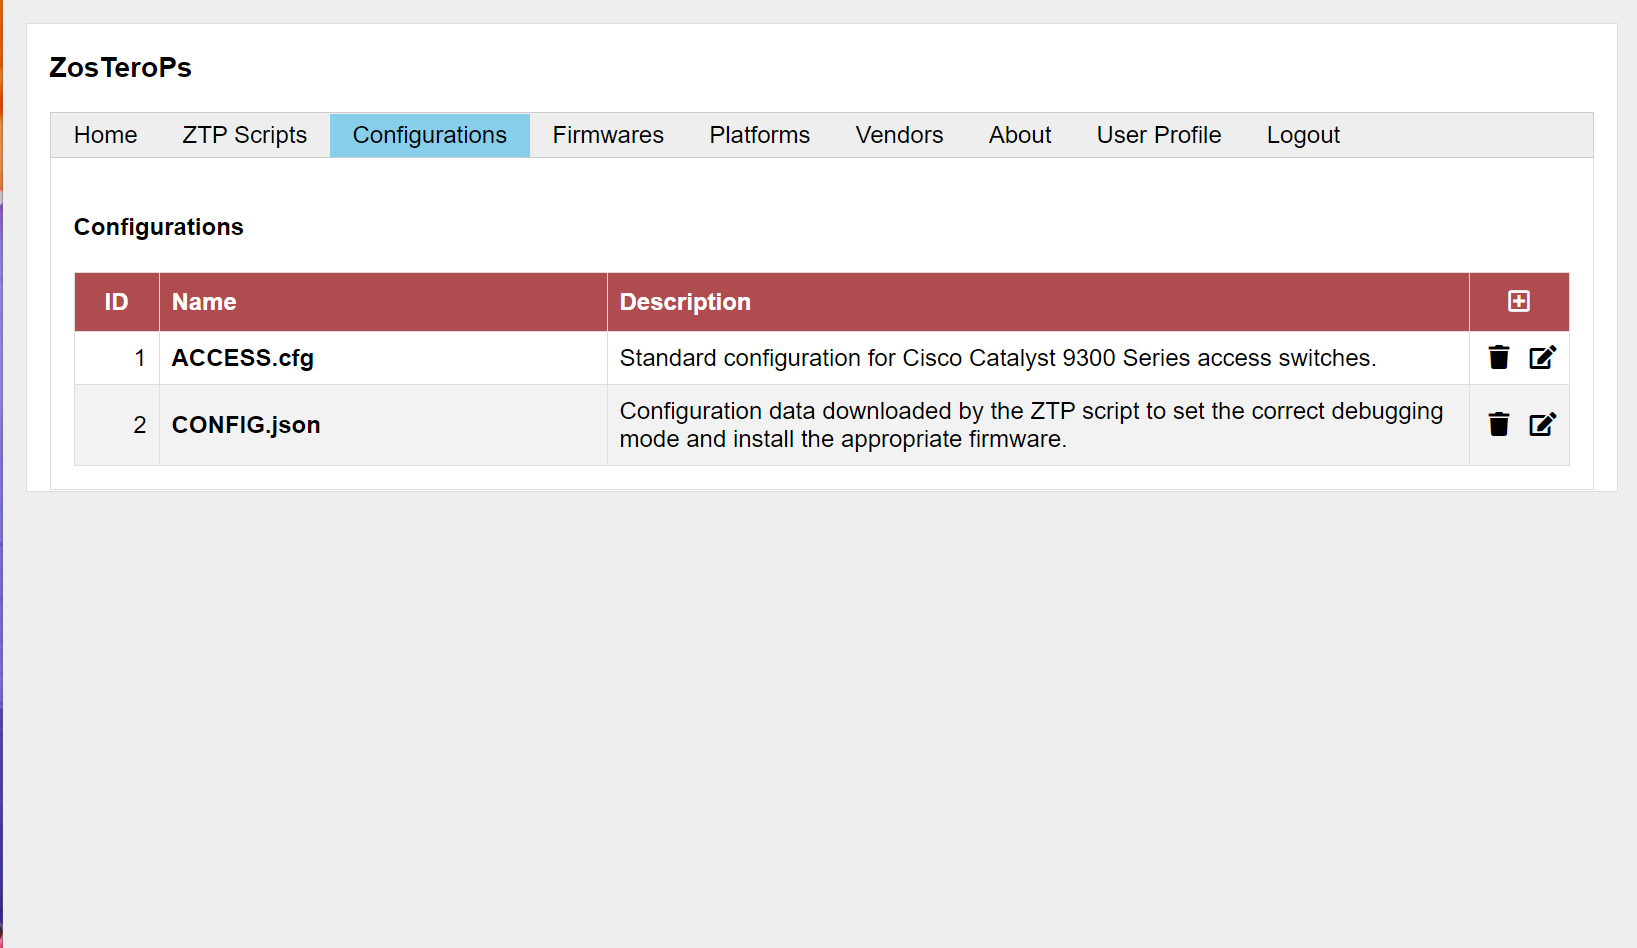 ZosTeroPs
Home ZTP Scripts Configurations Firmwares Platforms Vendors About User Profile Logout
Configurations
ID Name Description
1 ACCESS.cfg Standard configuration for Cisco Catalyst 9300 Series access switches.
2 CONFIG.json Configuration data downloaded by the ZTP script to set the correct debugging
mode and install the appropriate firmware.